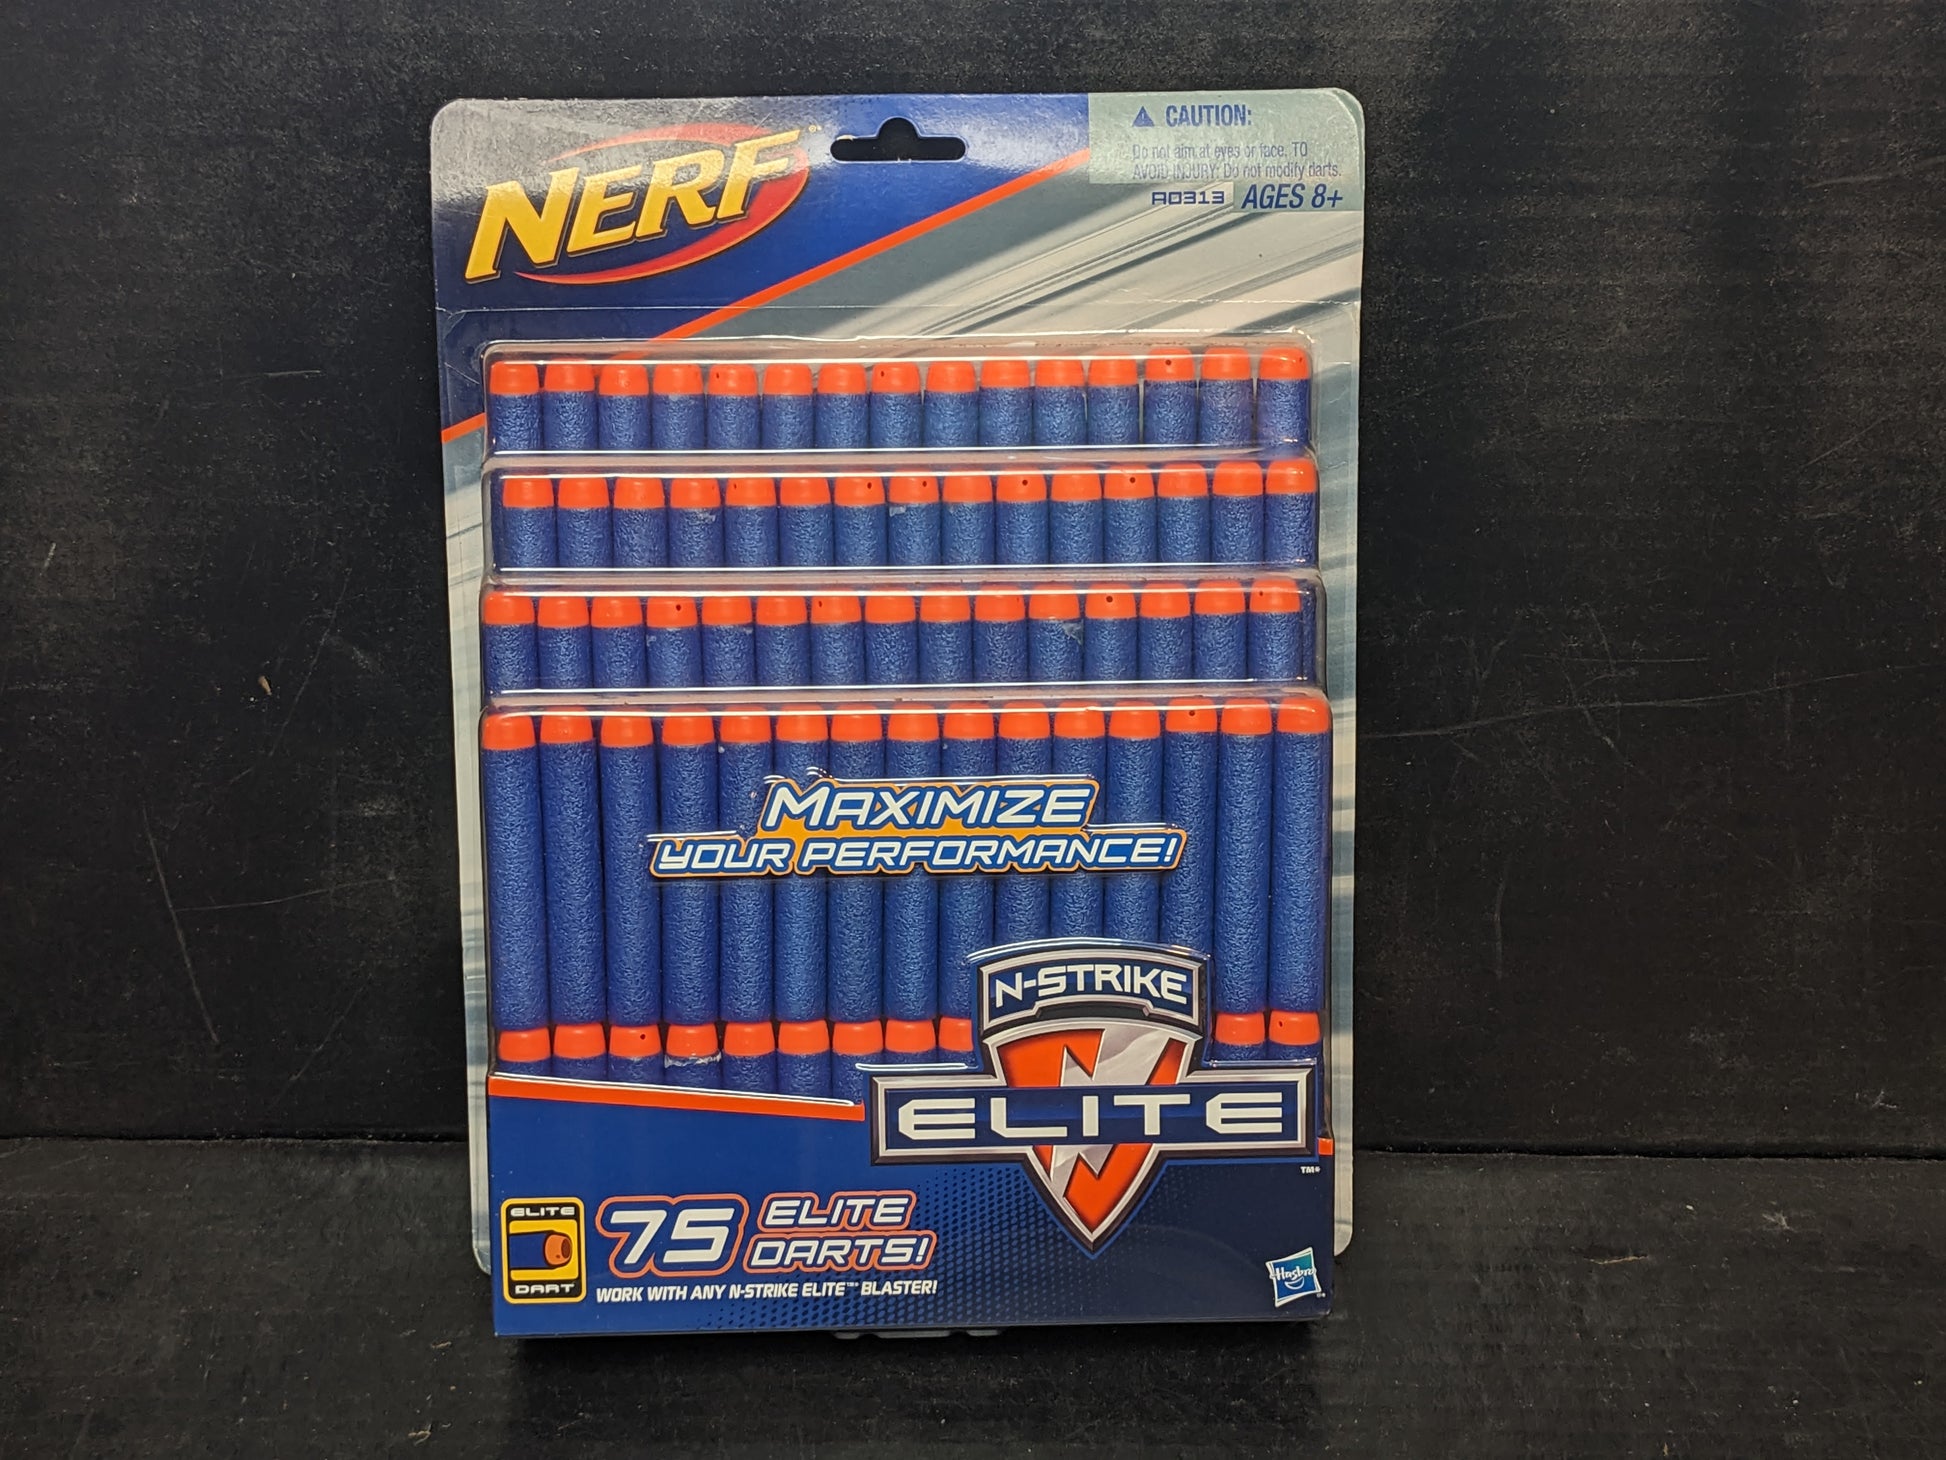 NERF
CAUTION:
Do not aim at eyes or face. TO
AVOID INJURY: Do not modify darts.
A0313 AGES 8+
MAXIMIZE
YOUR PERFORMANCE!
N-STRIKE
ELITE
TM*
ELITE
DART
75 ELITE
DARTS!
WORK WITH ANY N-STRIKE ELITE™* BLASTER!
Hasbro